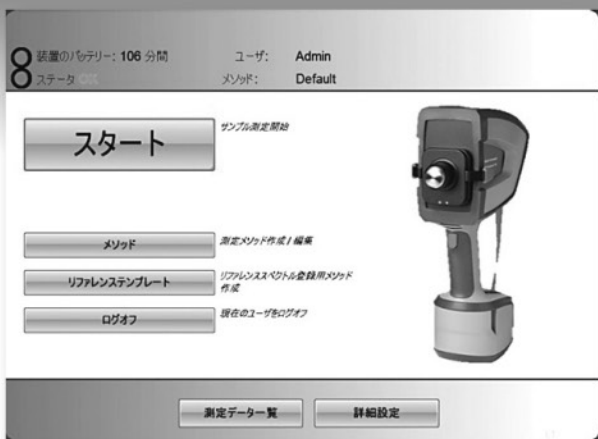 装置のバッテリー: 106 分間
ユーザ: Admin
ステータ OK
メソッド: Default
スタート
サンプル測定開始
メソッド
測定メソッド作成 / 編集
リファレンステンプレート
リファレンススペクトル登録用メソッド
作成
ログオフ
現在のユーザをログオフ
測定データ一覧
詳細設定